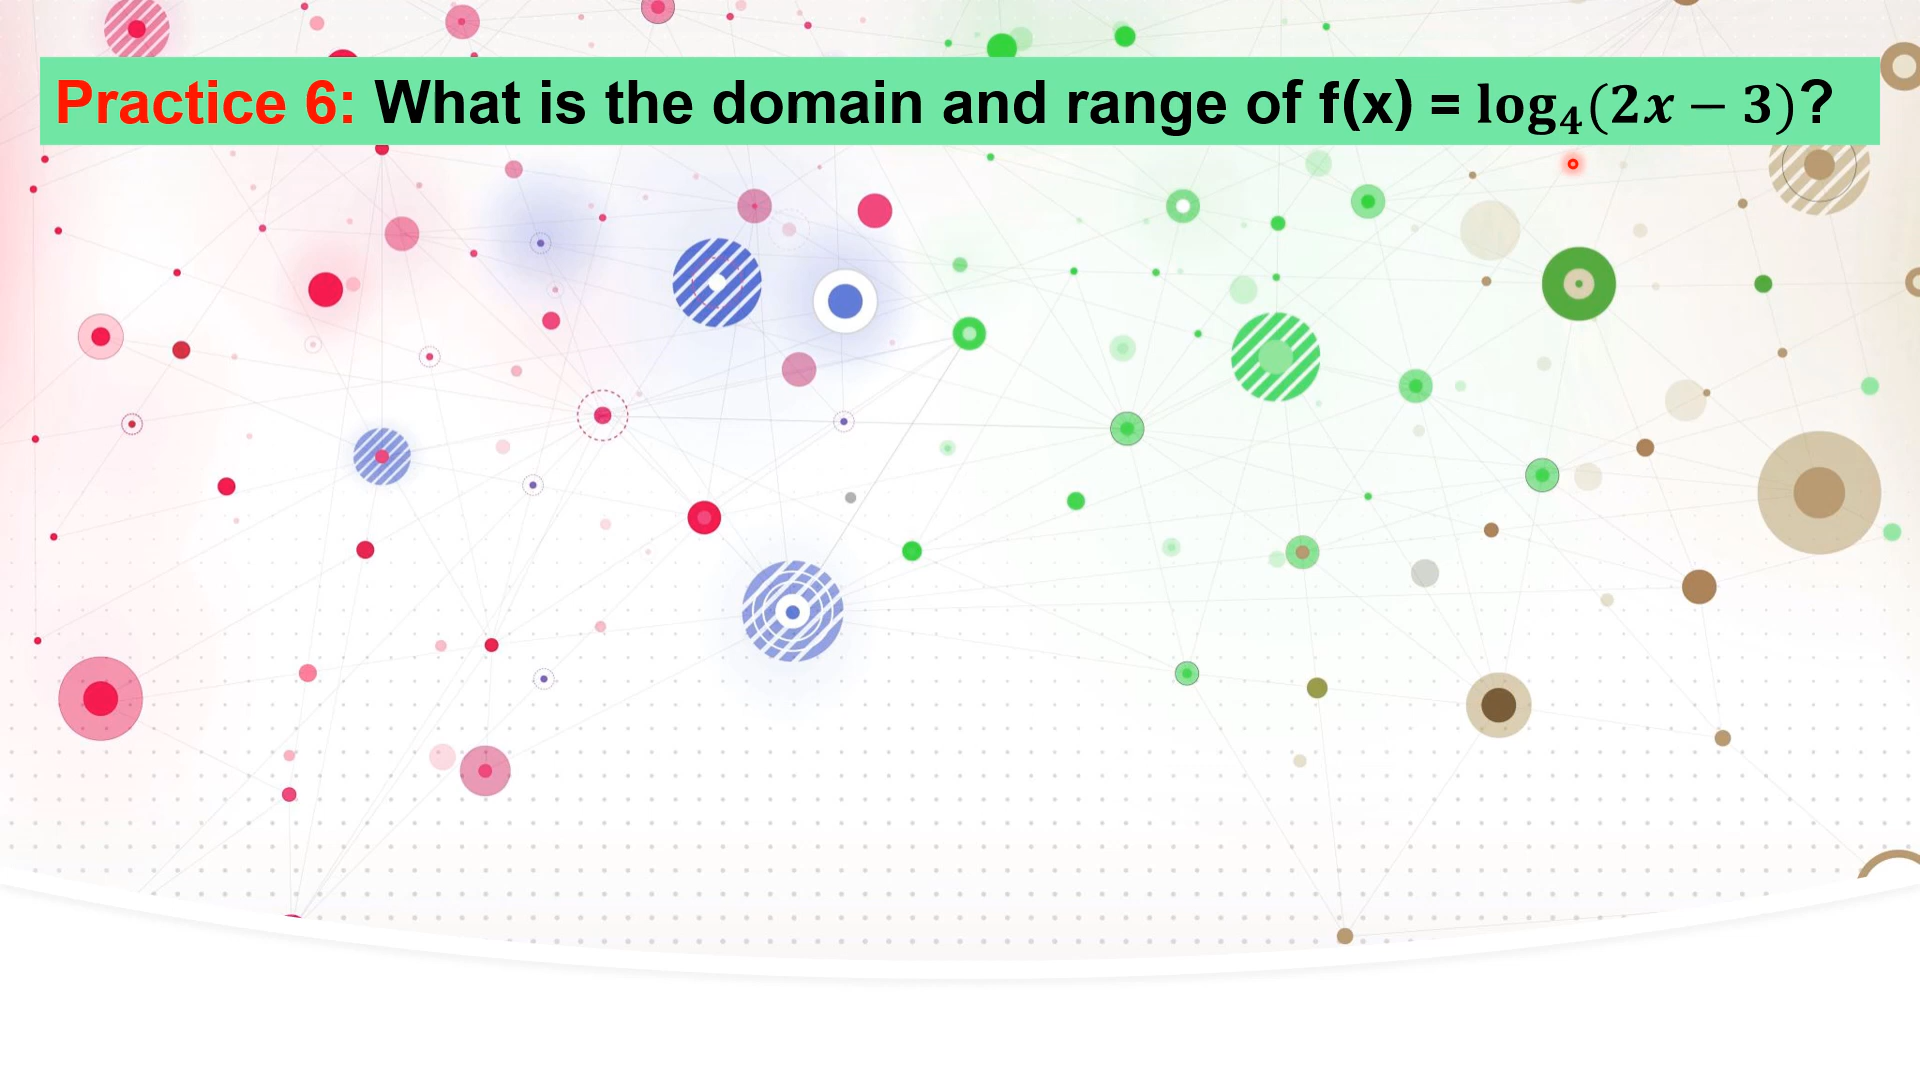 Practice 6: What is the domain and range of f(x) = log₄(2x − 3)?